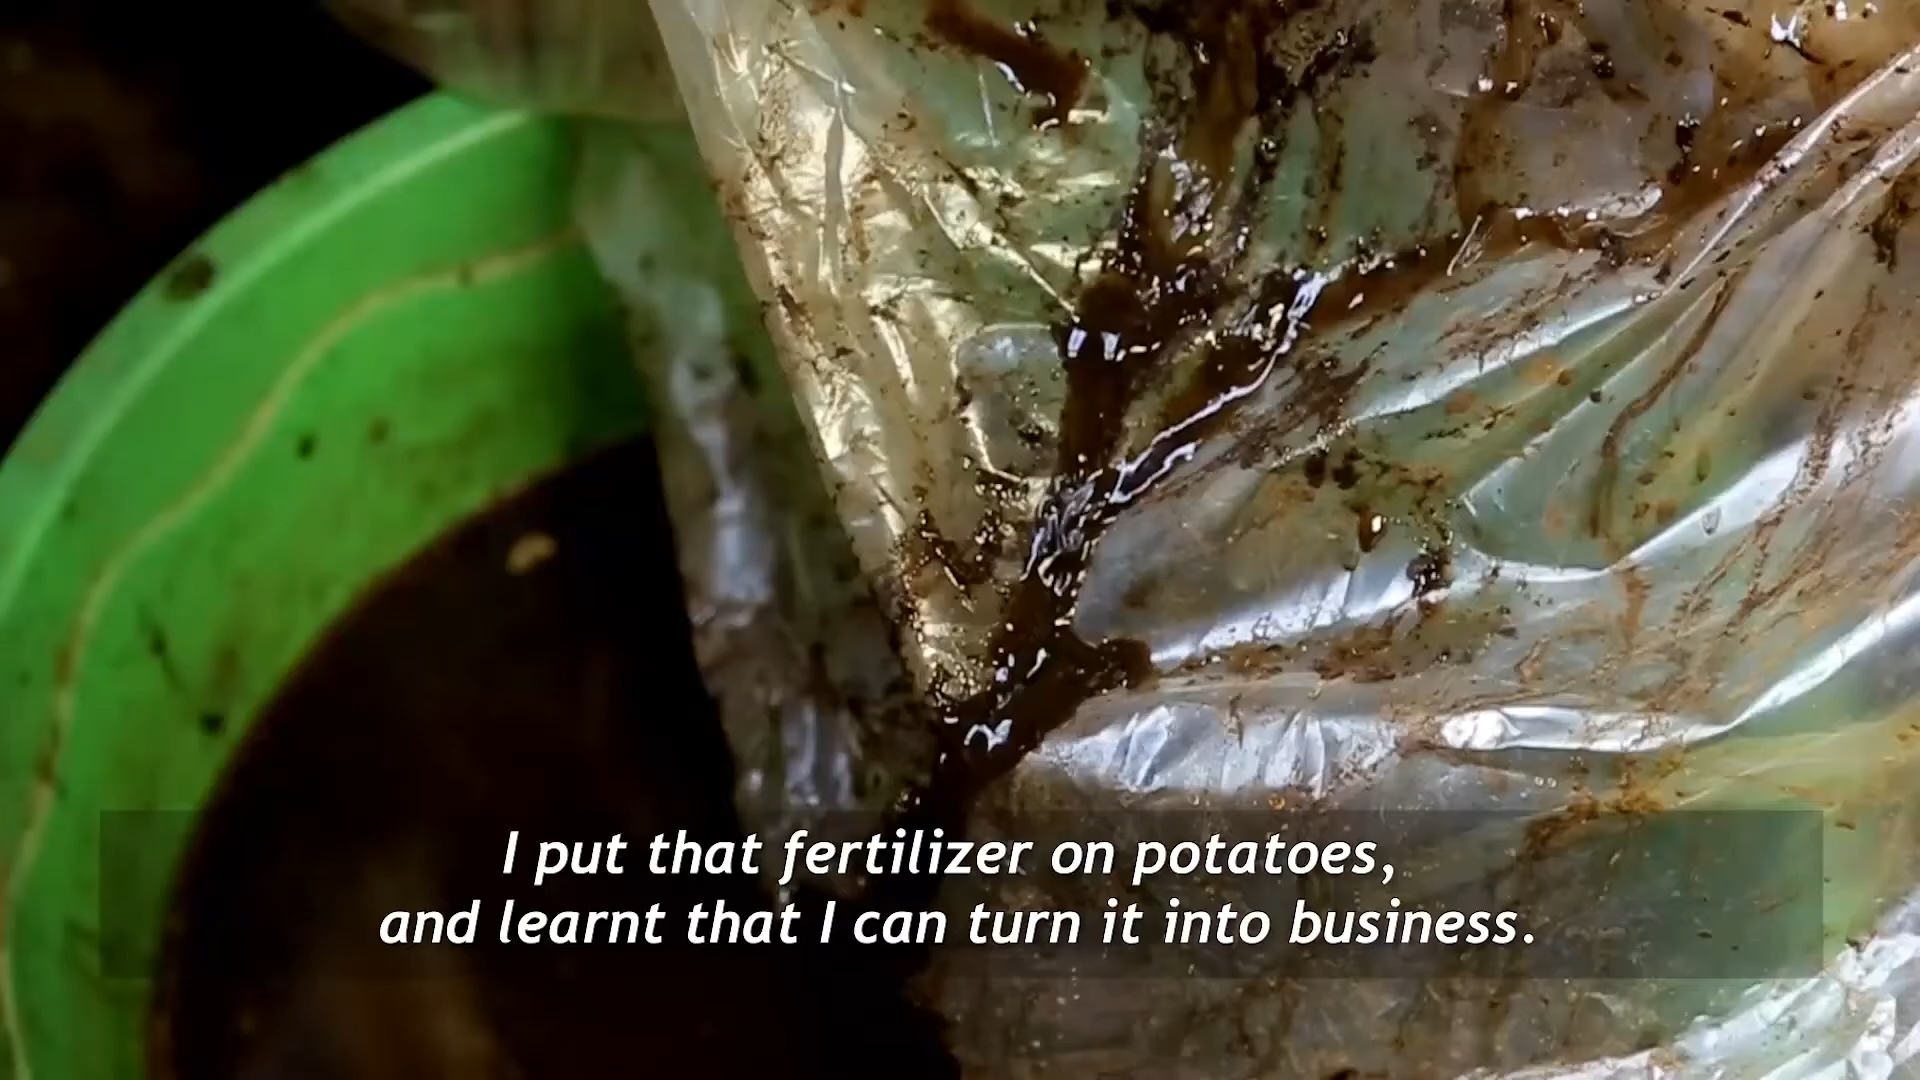 I put that fertilizer on potatoes,
and learnt that I can turn it into business.